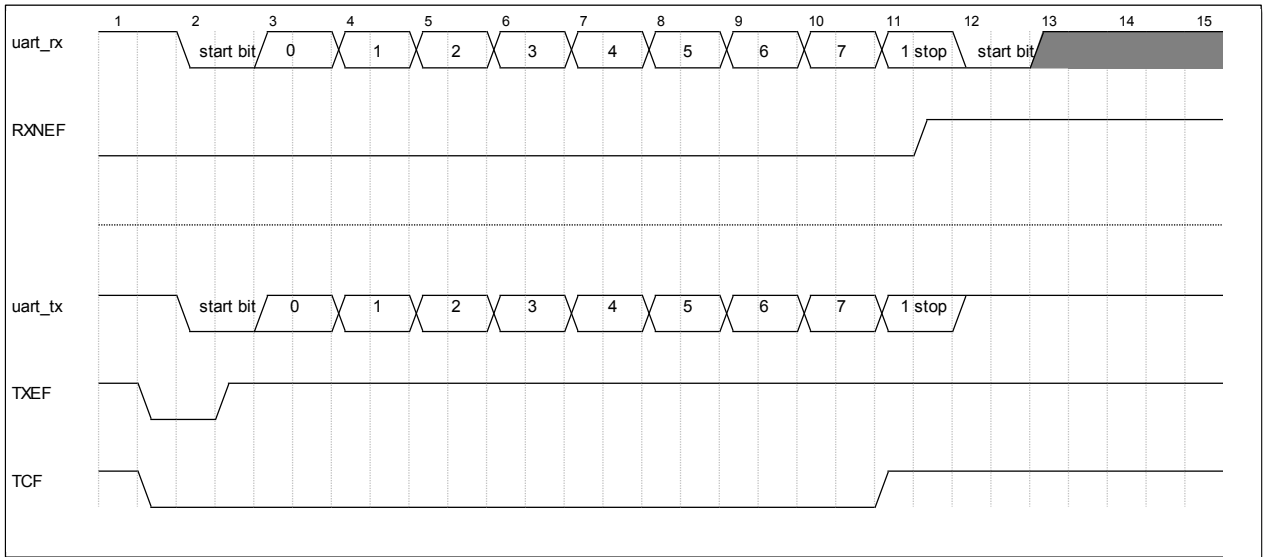 1 2 3 4 5 6 7 8 9 10 11 12 13 14 15
uart_rx start bit 0 1 2 3 4 5 6 7 1 stop start bit
RXNEF
uart_tx start bit 0 1 2 3 4 5 6 7 1 stop
TXEF
TCF